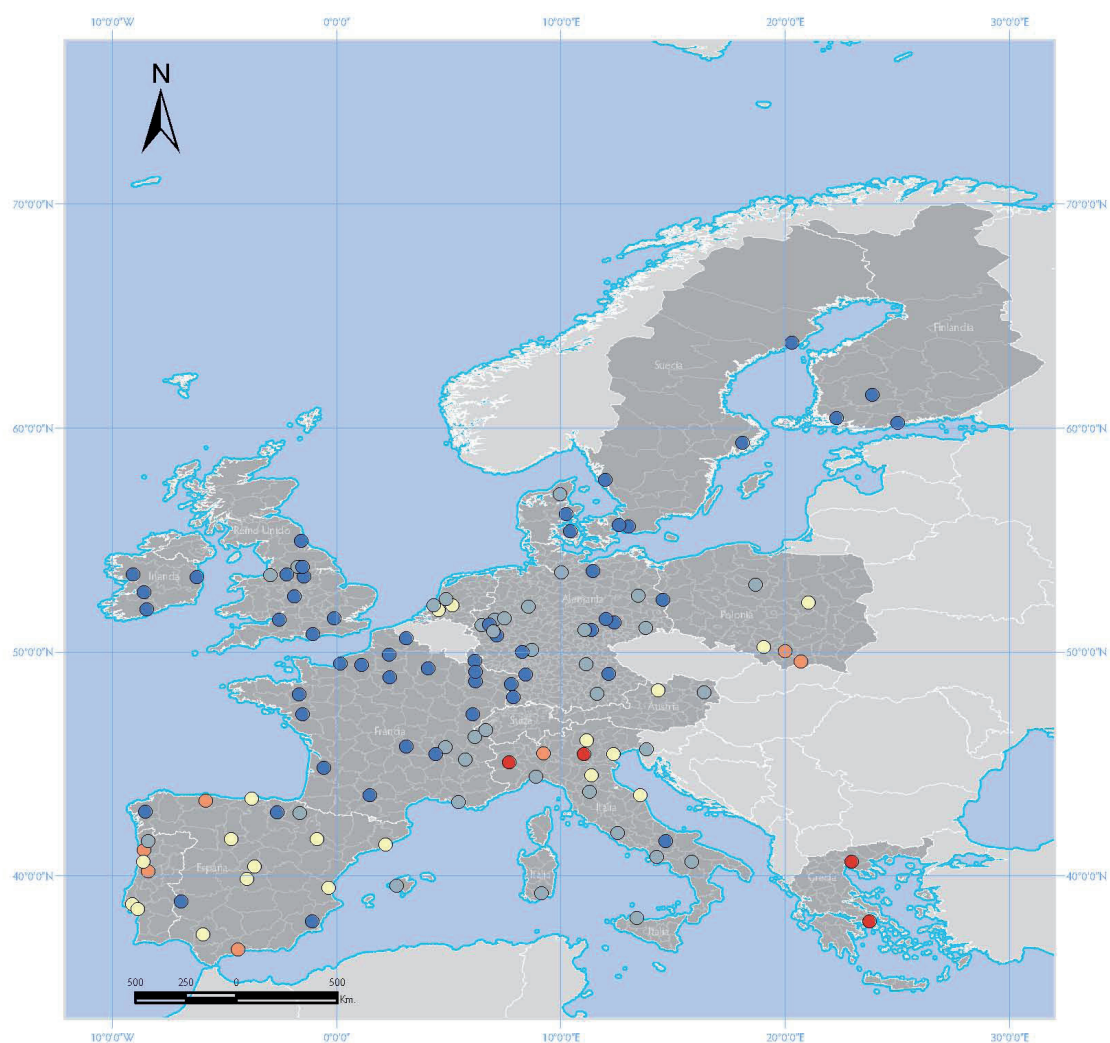 10°0'0"W 0°0'0" 10°0'0"E 20°0'0"E 30°0'0"E
N
70°0'0"N 70°0'0"N
Finlandia
Suecia
60°0'0"N 60°0'0"N
Reino Unido
Irlanda
Alemania
Polonia
50°0'0"N 50°0'0"N
Austria
Suiza
Francia
Italia
España
Italia
Grecia
40°0'0"N 40°0'0"N
Italia
500 250 0 500
Km.
10°0'0"W 0°0'0" 10°0'0"E 20°0'0"E 30°0'0"E